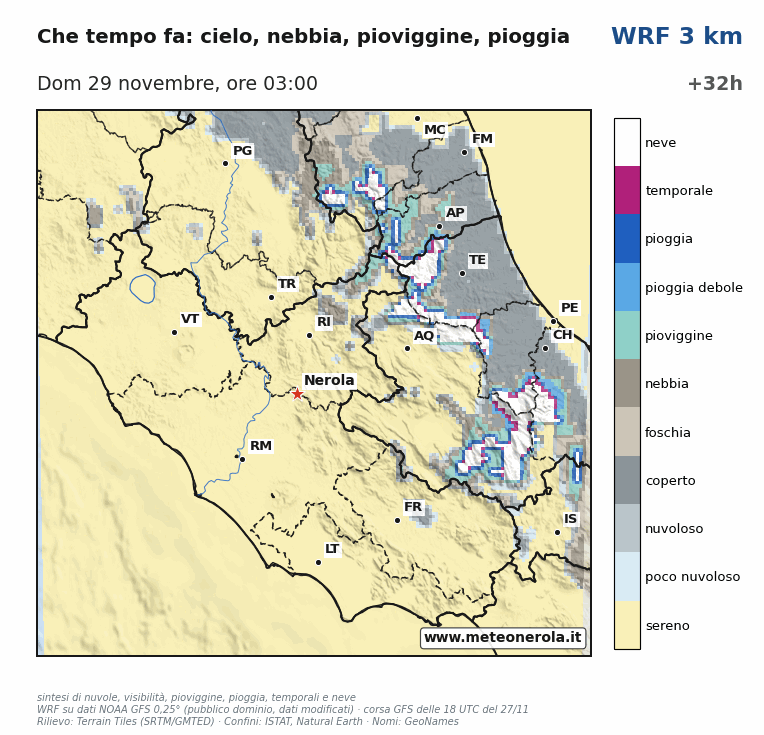 Che tempo fa: cielo, nebbia, pioviggine, pioggia
WRF 3 km
Dom 29 novembre, ore 03:00
+32h
MC
FM
PG
AP
TE
TR
PE
VT
RI
AQ
CH
Nerola
RM
FR
IS
LT
www.meteonerola.it
neve
temporale
pioggia
pioggia debole
pioviggine
nebbia
foschia
coperto
nuvoloso
poco nuvoloso
sereno
sintesi di nuvole, visibilità, pioviggine, pioggia, temporali e neve
WRF su dati NOAA GFS 0,25° (pubblico dominio, dati modificati) · corsa GFS delle 18 UTC del 27/11
Rilievo: Terrain Tiles (SRTM/GMTED) · Confini: ISTAT, Natural Earth · Nomi: GeoNames